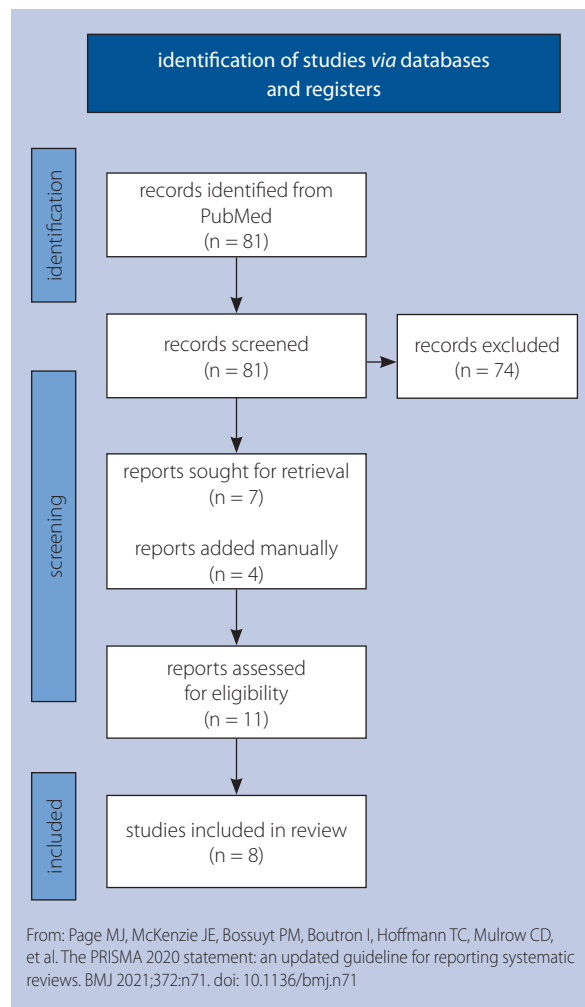 identification of studies via databases
and registers
identification
records identified from
PubMed
(n = 81)
records screened
(n = 81)
records excluded
(n = 74)
screening
reports sought for retrieval
(n = 7)
reports added manually
(n = 4)
reports assessed
for eligibility
(n = 11)
included
studies included in review
(n = 8)
From: Page MJ, McKenzie JE, Bossuyt PM, Boutron I, Hoffmann TC, Mulrow CD,
et al. The PRISMA 2020 statement: an updated guideline for reporting systematic
reviews. BMJ 2021;372:n71. doi: 10.1136/bmj.n71